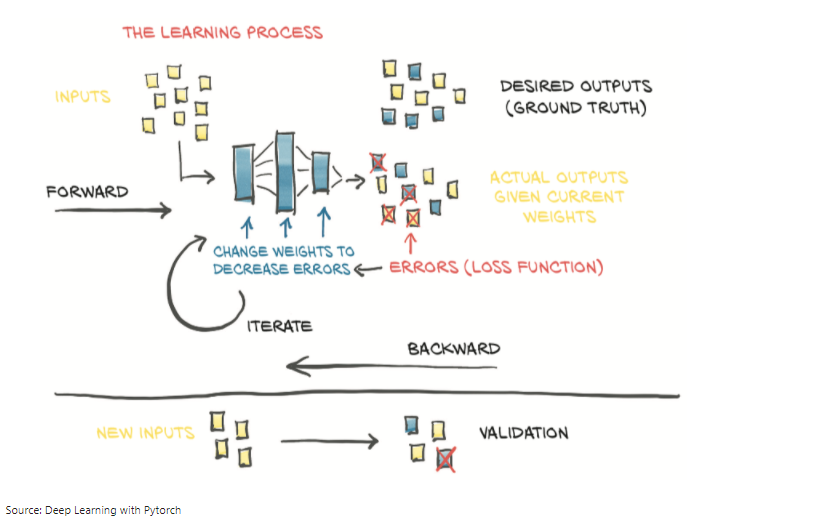 THE LEARNING PROCESS
INPUTS
DESIRED OUTPUTS
(GROUND TRUTH)
FORWARD
ACTUAL OUTPUTS
GIVEN CURRENT
WEIGHTS
CHANGE WEIGHTS TO
DECREASE ERRORS
ERRORS (LOSS FUNCTION)
ITERATE
BACKWARD
NEW INPUTS
VALIDATION
Source: Deep Learning with Pytorch